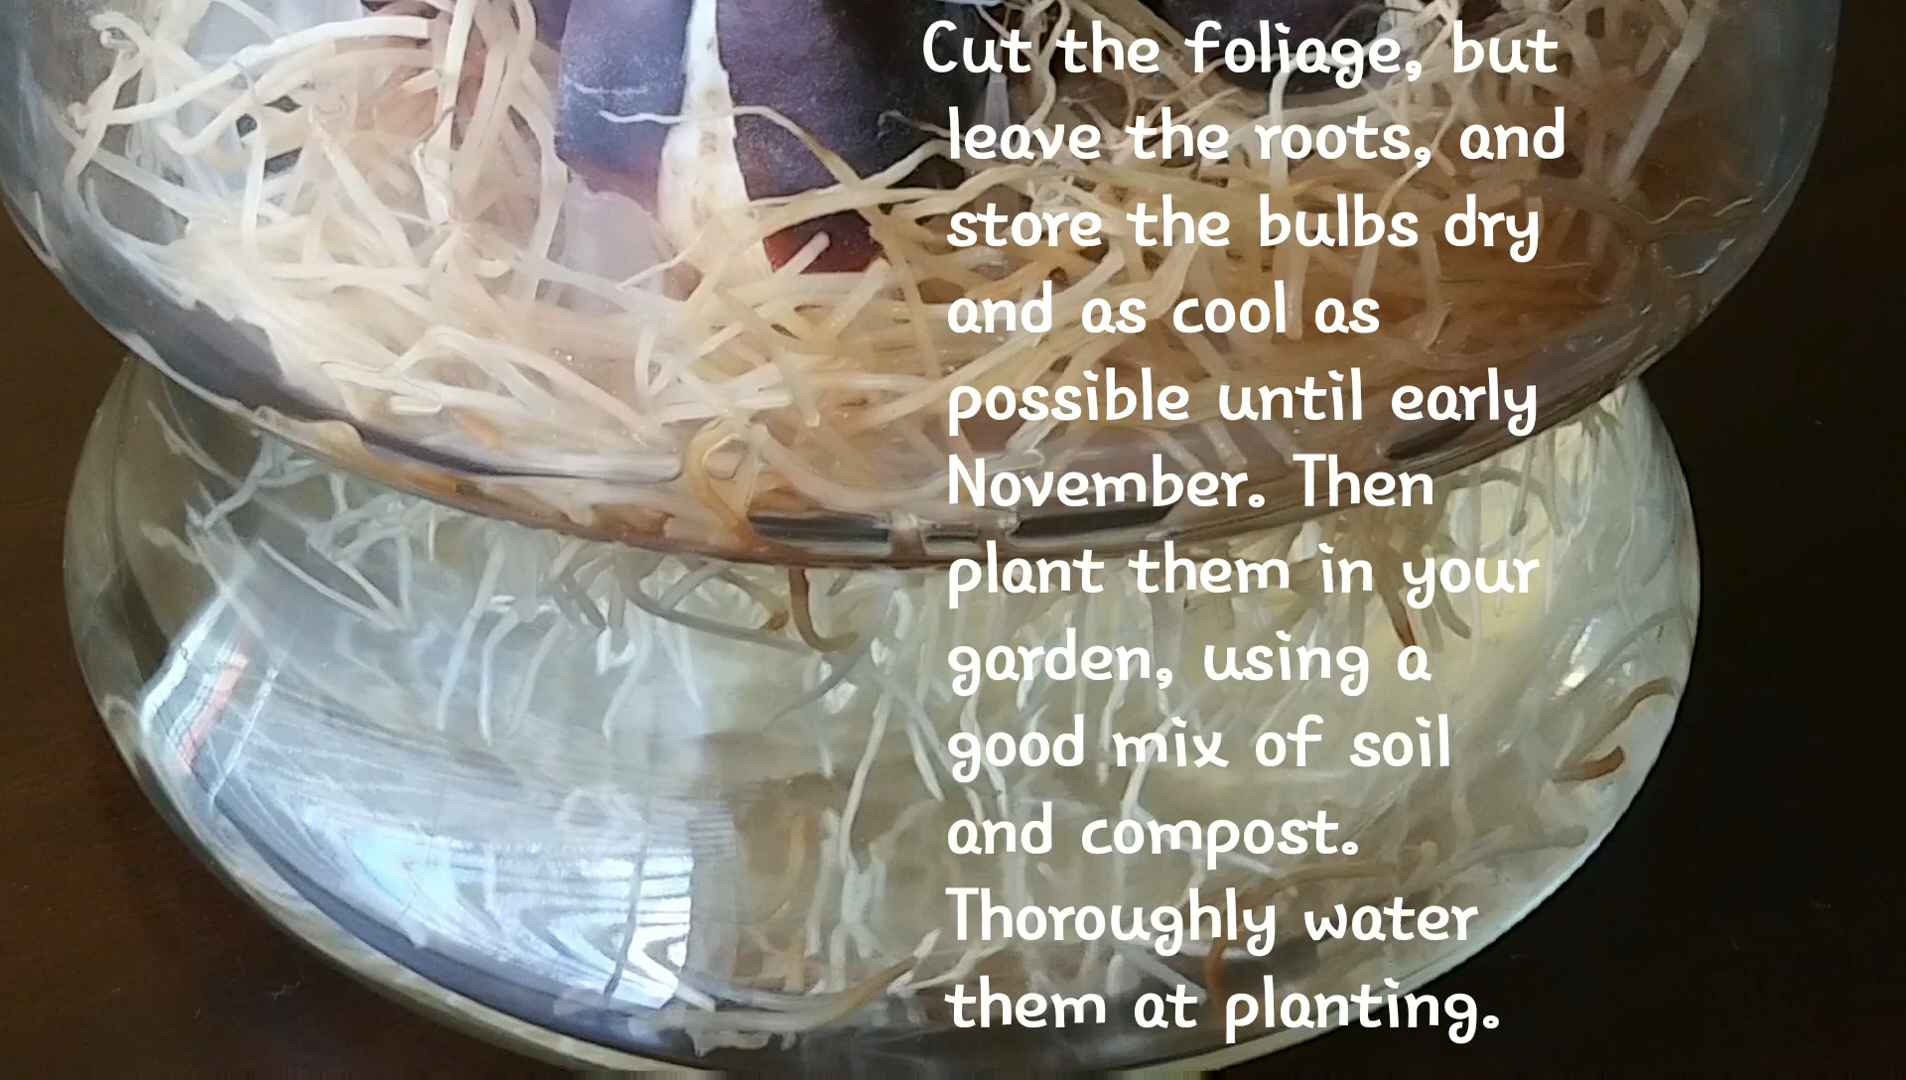 Cut the foliage, but
leave the roots, and
store the bulbs dry
and as cool as
possible until early
November. Then
plant them in your
garden, using a
good mix of soil
and compost.
Thoroughly water
them at planting.